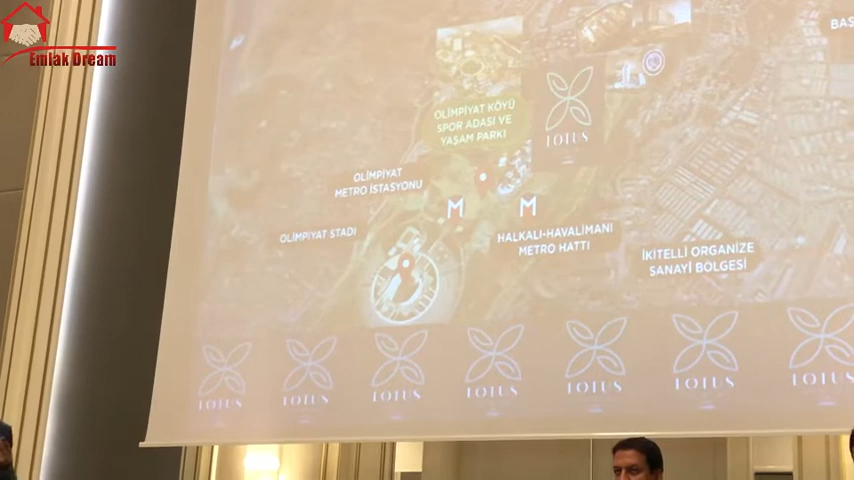 Emlak Dream
BAŞ
OLİMPİYAT KÖYÜ
SPOR ADASI VE
YAŞAM PARKI
LOTUS
OLİMPİYAT
METRO İSTASYONU
M
M
OLİMPİYAT STADI
HALKALI-HAVALİMANI
METRO HATTI
İKİTELLİ ORGANİZE
SANAYİ BÖLGESİ
LOTUS
LOTUS
LOTUS
LOTUS
LOTUS
LOTUS
LOTUS